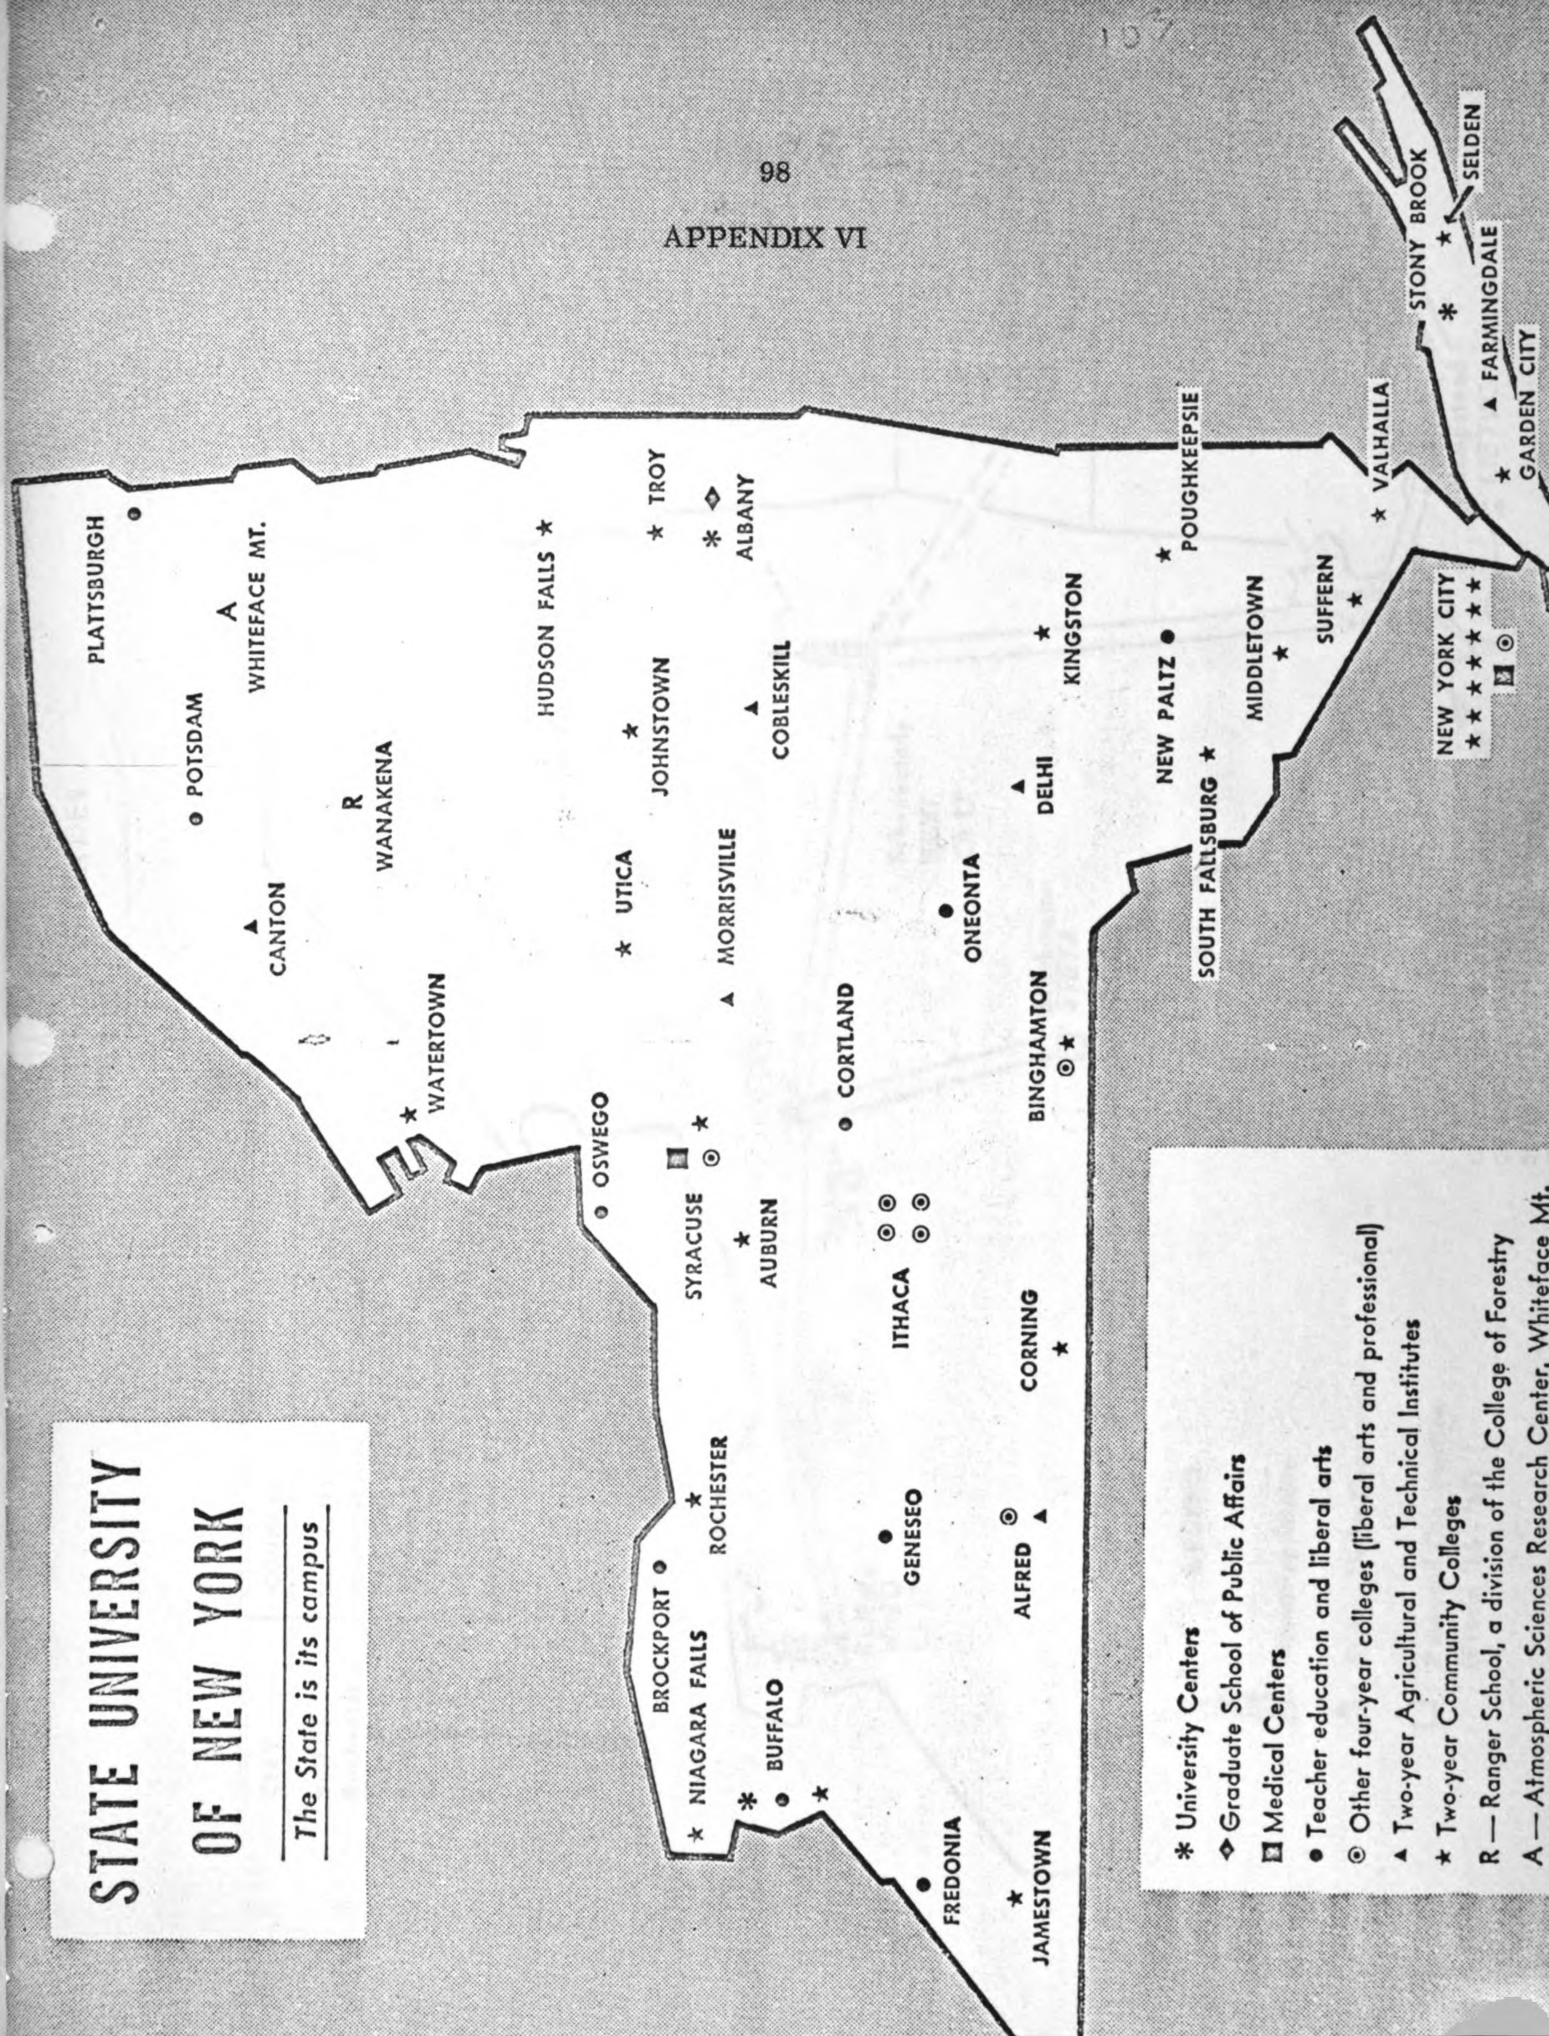 107
98
APPENDIX VI
STATE UNIVERSITY
OF NEW YORK
The State is its campus
PLATTSBURGH
POTSDAM
A
WHITEFACE MT.
CANTON
R
WANAKENA
WATERTOWN
HUDSON FALLS
OSWEGO
UTICA
JOHNSTOWN
TROY
BROCKPORT
NIAGARA FALLS
ROCHESTER
SYRACUSE
AUBURN
MORRISVILLE
COBLESKILL
ALBANY
BUFFALO
CORTLAND
GENESEO
ITHACA
ONEONTA
FREDONIA
JAMESTOWN
ALFRED
CORNING
BINGHAMTON
DELHI
KINGSTON
NEW PALTZ
POUGHKEEPSIE
SOUTH FALLSBURG
MIDDLETOWN
SUFFERN
VALHALLA
NEW YORK CITY
STONY BROOK
SELDEN
FARMINGDALE
GARDEN CITY
* University Centers
Graduate School of Public Affairs
Medical Centers
● Teacher education and liberal arts
◎ Other four-year colleges (liberal arts and professional)
▲ Two-year Agricultural and Technical Institutes
★ Two-year Community Colleges
R — Ranger School, a division of the College of Forestry
A — Atmospheric Sciences Research Center, Whiteface Mt.